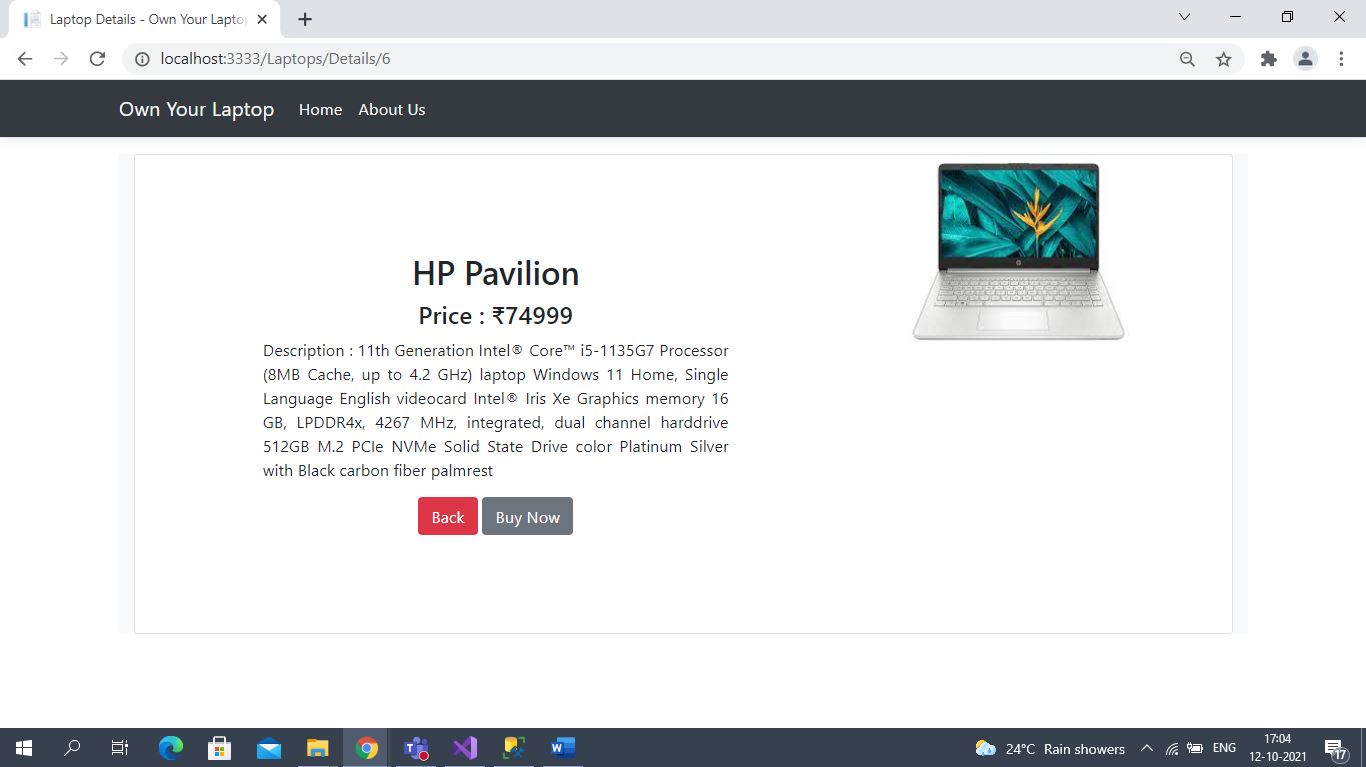 Laptop Details - Own Your Lapto
localhost:3333/Laptops/Details/6
Own Your Laptop Home About Us
HP Pavilion
Price : ₹74999
Description : 11th Generation Intel® Core™ i5-1135G7 Processor
(8MB Cache, up to 4.2 GHz) laptop Windows 11 Home, Single
Language English videocard Intel® Iris Xe Graphics memory 16
GB, LPDDR4x, 4267 MHz, integrated, dual channel harddrive
512GB M.2 PCIe NVMe Solid State Drive color Platinum Silver
with Black carbon fiber palmrest
Back Buy Now
24°C Rain showers ENG
17:04
12-10-2021
17